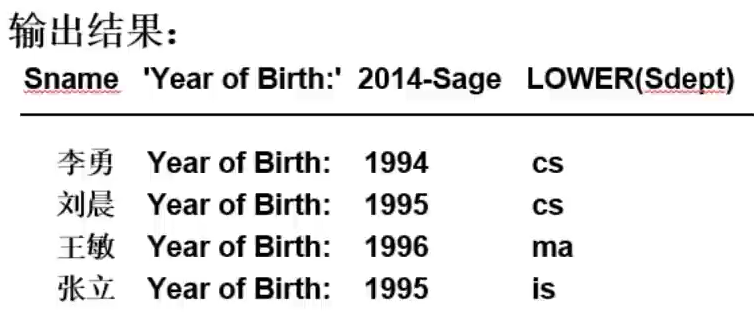 输出结果：
Sname 'Year of Birth:' 2014-Sage LOWER(Sdept)
李勇 Year of Birth: 1994 cs
刘晨 Year of Birth: 1995 cs
王敏 Year of Birth: 1996 ma
张立 Year of Birth: 1995 is